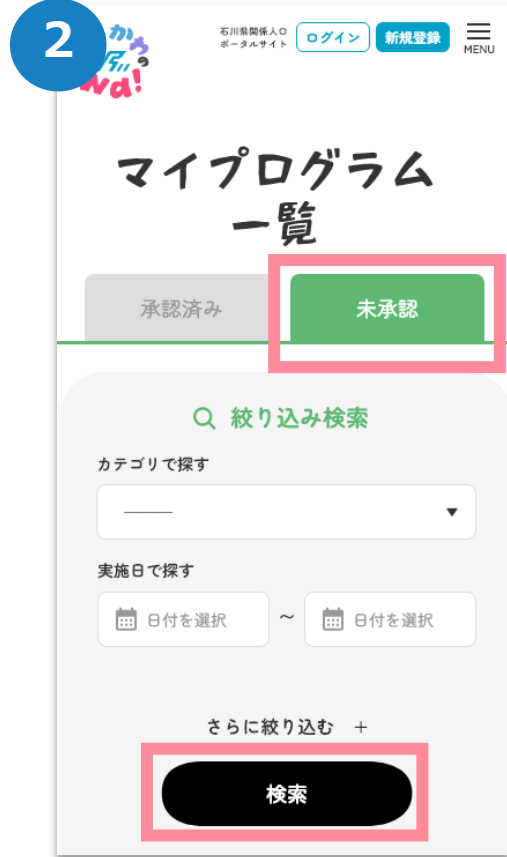 2
石川県関係人口
ポータルサイト
ログイン
新規登録
MENU
マイプログラム
一覧
承認済み
未承認
絞り込み検索
カテゴリで探す
実施日で探す
日付を選択
~
日付を選択
さらに絞り込む +
検索